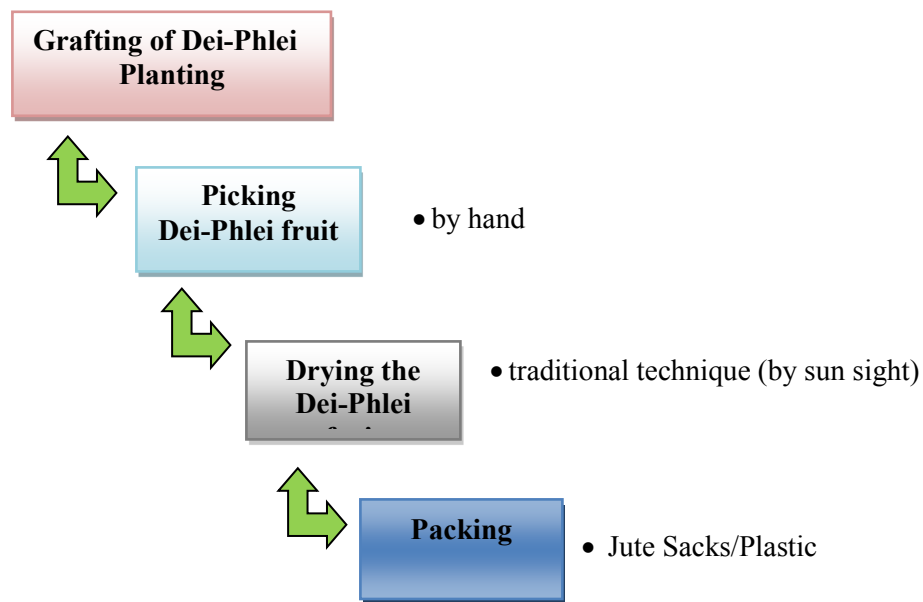 Grafting of Dei-Phlei
Planting
Picking
Dei-Phlei fruit
• by hand
Drying the
Dei-Phlei
• traditional technique (by sun sight)
Packing
• Jute Sacks/Plastic